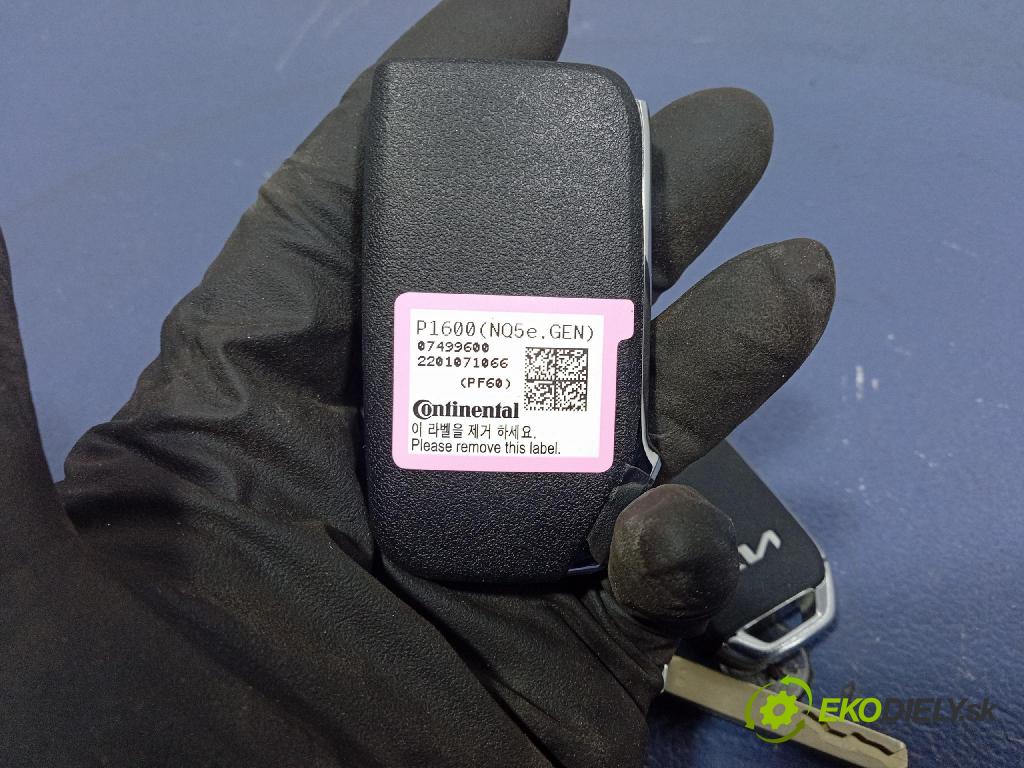 P1600(NQ5e.GEN)
07499600
2201071066
(PF60)
Continental
이 라벨을 제거 하세요.
Please remove this label.
EKODIELY.sk